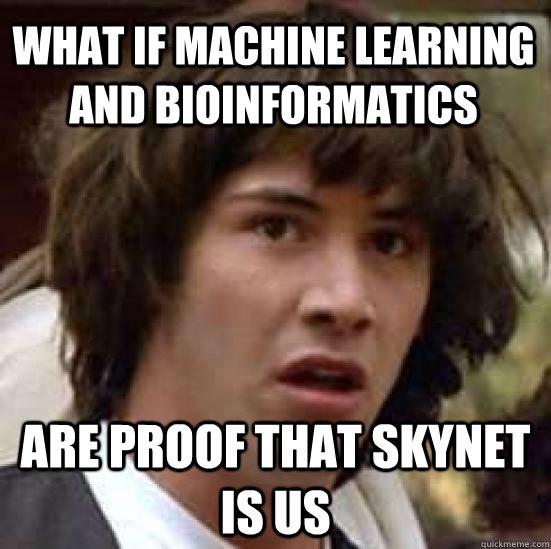 WHAT IF MACHINE LEARNING
AND BIOINFORMATICS
ARE PROOF THAT SKYNET
IS US
quickmeme.com